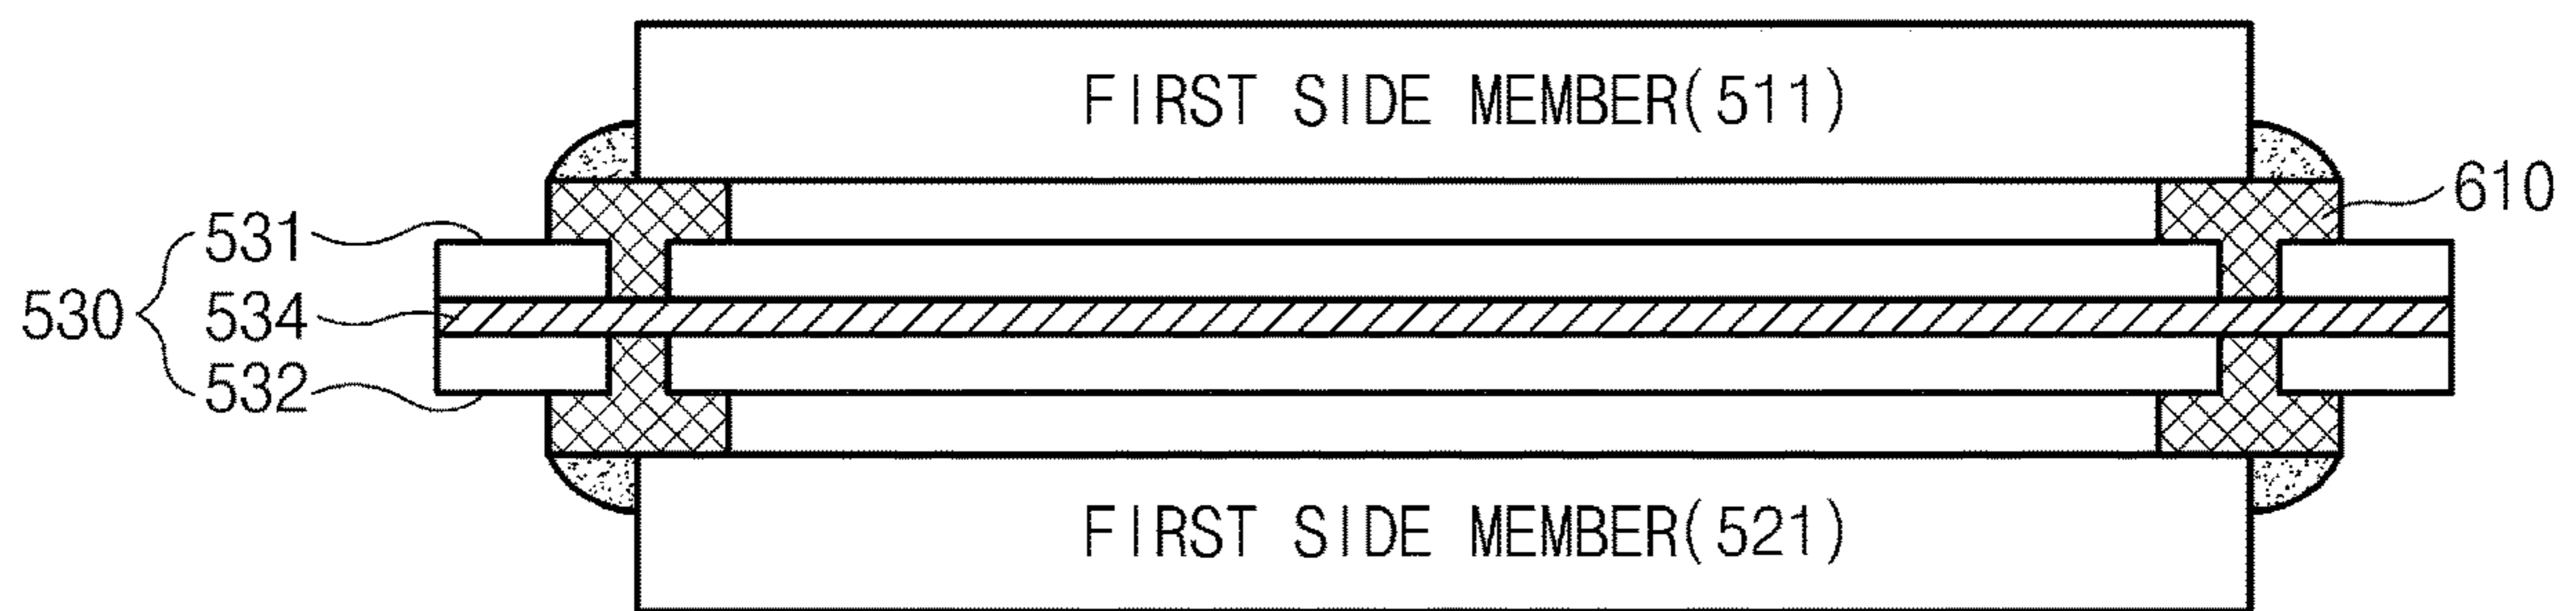 FIRST SIDE MEMBER(511)
610
531
530
534
532
FIRST SIDE MEMBER(521)